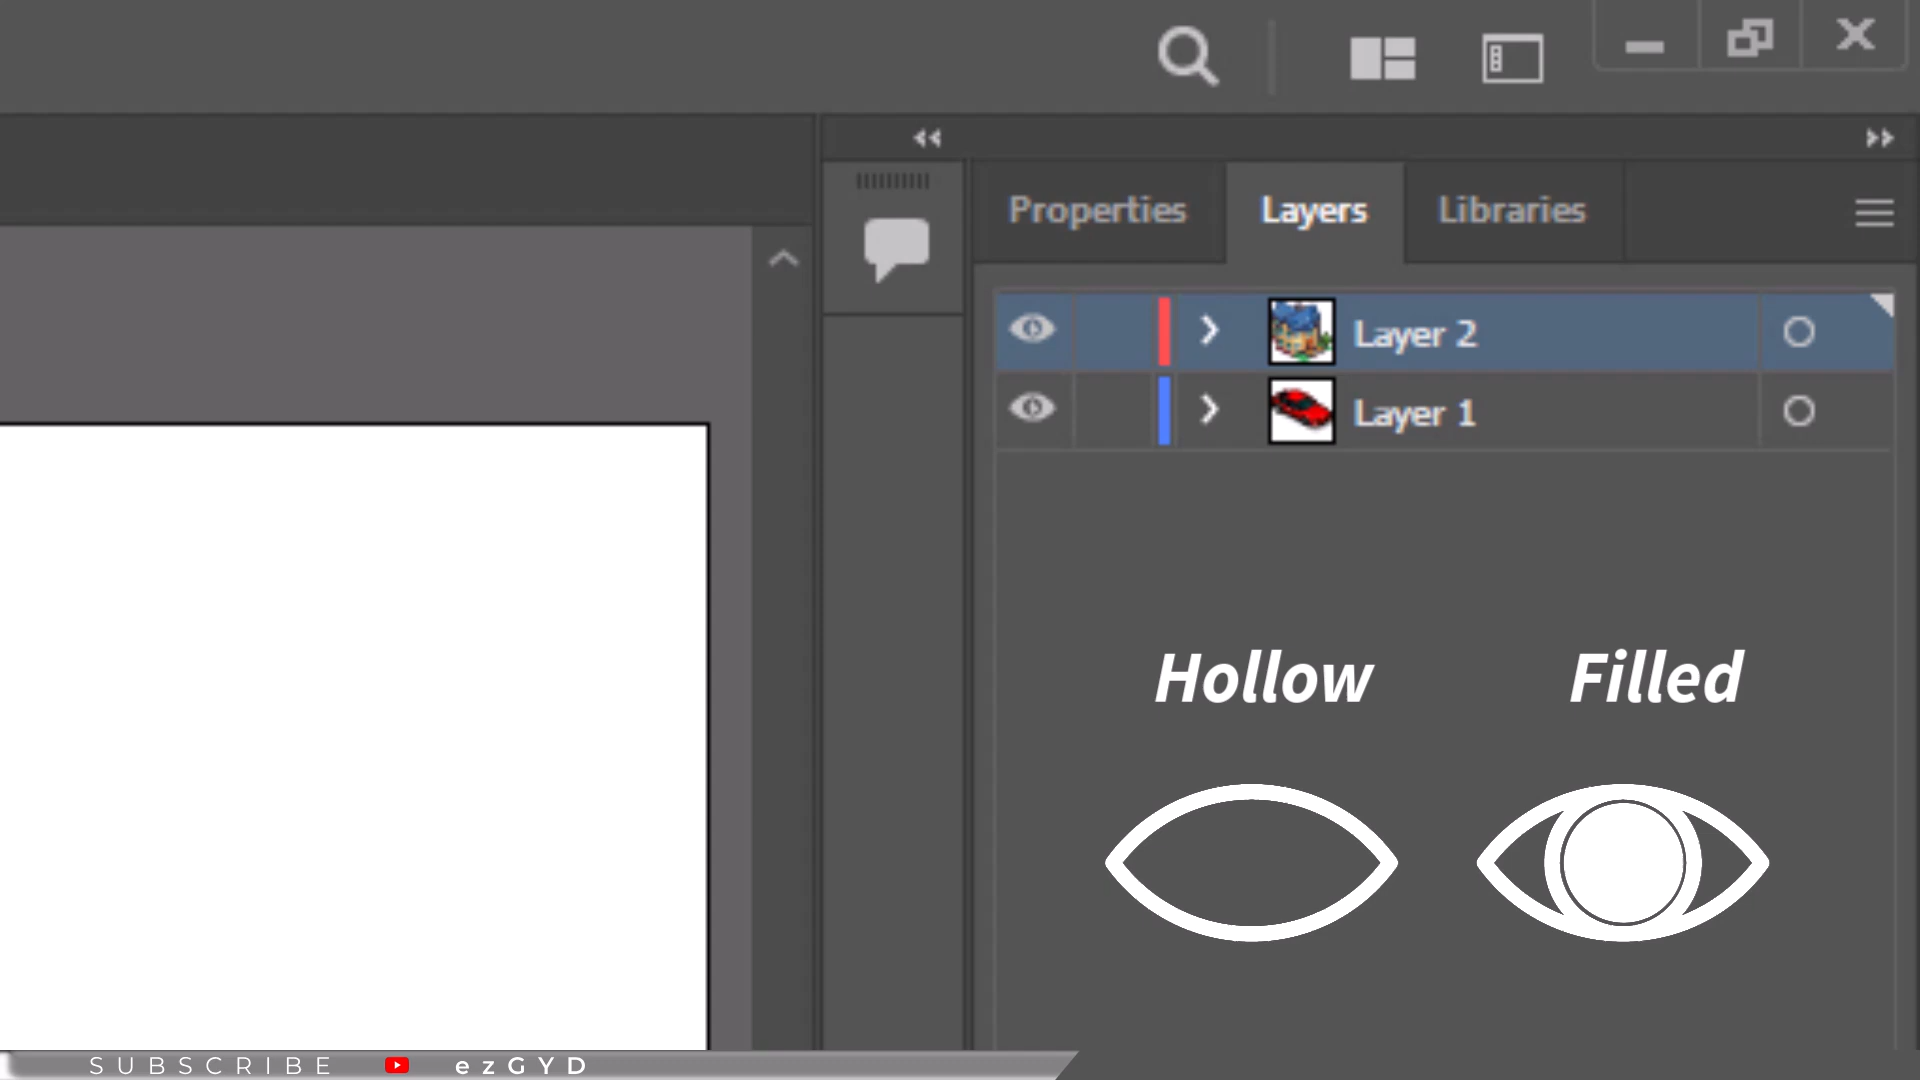 Properties Layers Libraries
Layer 2
Layer 1
Hollow Filled
SUBSCRIBE ezGYD